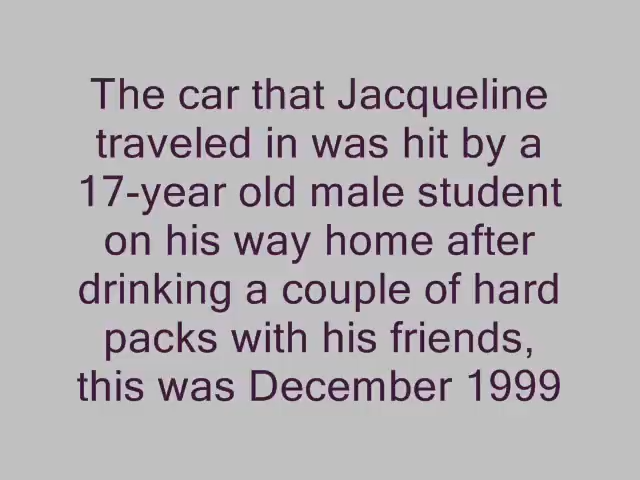 The car that Jacqueline
traveled in was hit by a
17-year old male student
on his way home after
drinking a couple of hard
packs with his friends,
this was December 1999